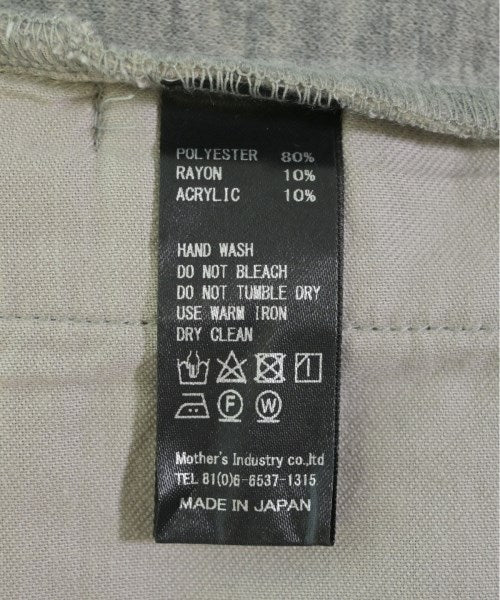 POLYESTER 80%
RAYON 10%
ACRYLIC 10%
HAND WASH
DO NOT BLEACH
DO NOT TUMBLE DRY
USE WARM IRON
DRY CLEAN
F W
Mother's Industry co.,ltd
TEL 81(0)6-6537-1315
MADE IN JAPAN